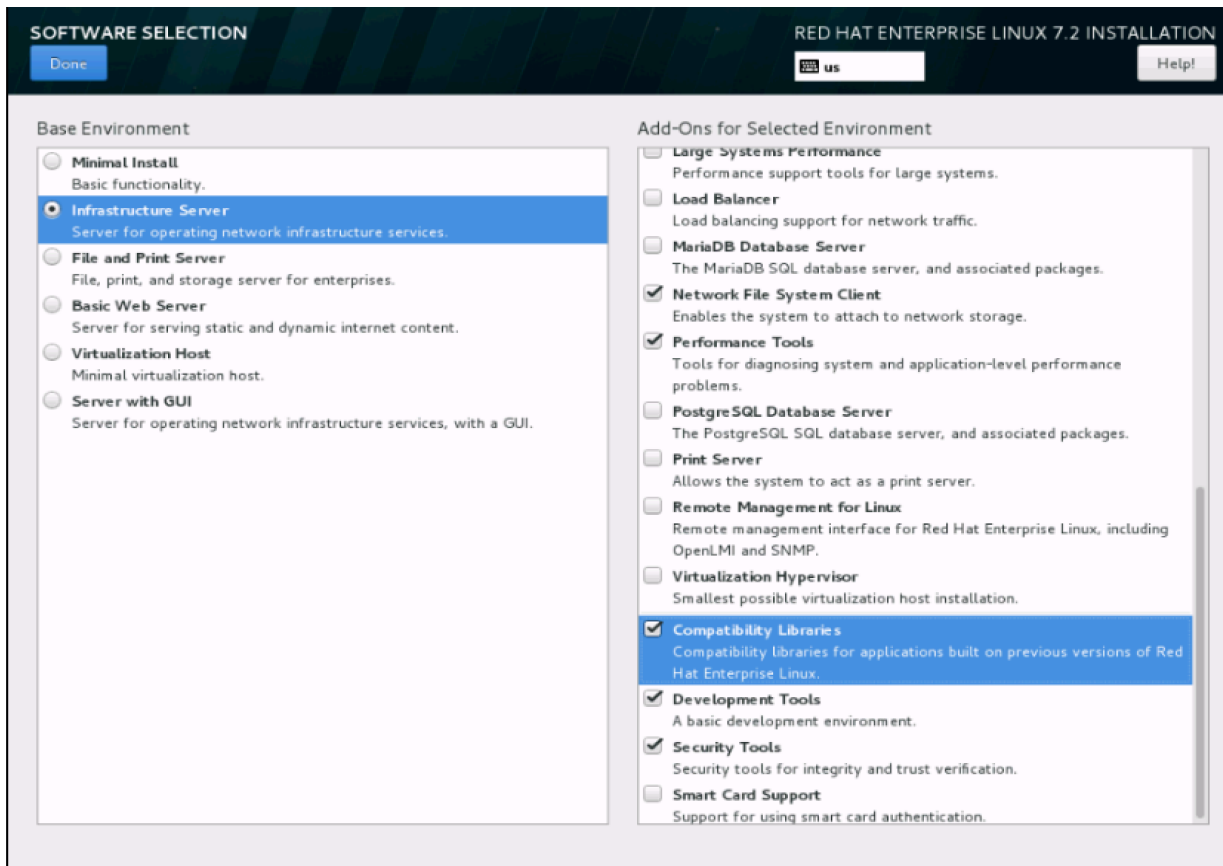 SOFTWARE SELECTION
Done
RED HAT ENTERPRISE LINUX 7.2 INSTALLATION
us
Help!
Base Environment
Minimal Install
Basic functionality.
Infrastructure Server
Server for operating network infrastructure services.
File and Print Server
File, print, and storage server for enterprises.
Basic Web Server
Server for serving static and dynamic internet content.
Virtualization Host
Minimal virtualization host.
Server with GUI
Server for operating network infrastructure services, with a GUI.
Add-Ons for Selected Environment
Large Systems Performance
Performance support tools for large systems.
Load Balancer
Load balancing support for network traffic.
MariaDB Database Server
The MariaDB SQL database server, and associated packages.
Network File System Client
Enables the system to attach to network storage.
Performance Tools
Tools for diagnosing system and application-level performance
problems.
PostgreSQL Database Server
The PostgreSQL SQL database server, and associated packages.
Print Server
Allows the system to act as a print server.
Remote Management for Linux
Remote management interface for Red Hat Enterprise Linux, including
OpenLMI and SNMP.
Virtualization Hypervisor
Smallest possible virtualization host installation.
Compatibility Libraries
Compatibility libraries for applications built on previous versions of Red
Hat Enterprise Linux.
Development Tools
A basic development environment.
Security Tools
Security tools for integrity and trust verification.
Smart Card Support
Support for using smart card authentication.